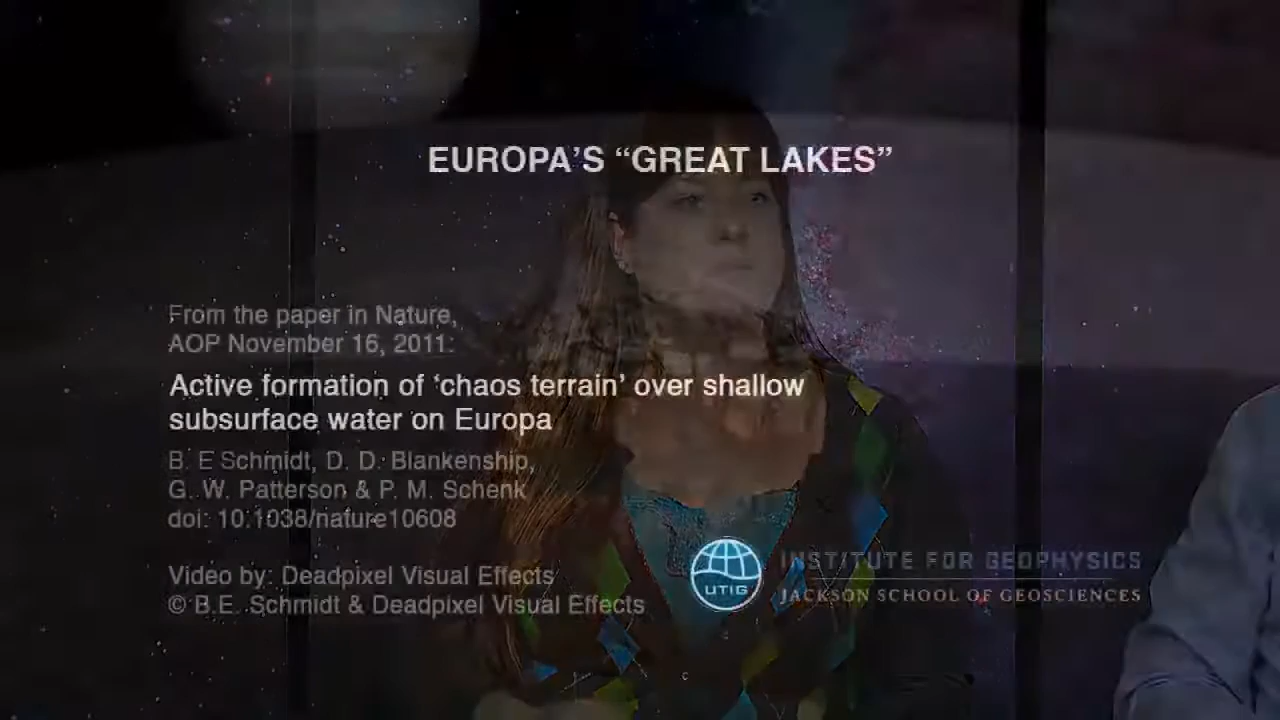 EUROPA’S “GREAT LAKES”
From the paper in Nature,
AOP November 16, 2011:
Active formation of ‘chaos terrain’ over shallow
subsurface water on Europa
B. E Schmidt, D. D. Blankenship,
G. W. Patterson & P. M. Schenk
doi: 10.1038/nature10608
Video by: Deadpixel Visual Effects
© B.E. Schmidt & Deadpixel Visual Effects
UTIG
INSTITUTE FOR GEOPHYSICS
JACKSON SCHOOL OF GEOSCIENCES